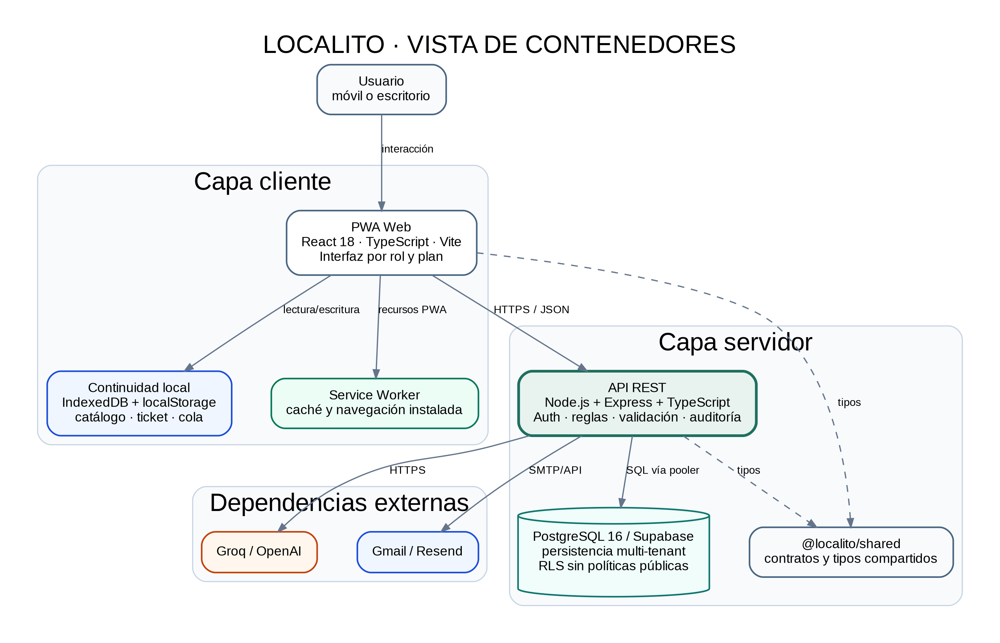 LOCALITO · VISTA DE CONTENEDORES
Usuario
móvil o escritorio
interacción
Capa cliente
PWA Web
React 18 · TypeScript · Vite
Interfaz por rol y plan
lectura/escritura
recursos PWA
HTTPS / JSON
Capa servidor
Continuidad local
IndexedDB + localStorage
catálogo · ticket · cola
Service Worker
caché y navegación instalada
API REST
Node.js + Express + TypeScript
Auth · reglas · validación · auditoría
tipos
HTTPS
SMTP/API
SQL vía pooler
tipos
Dependencias externas
Groq / OpenAI
Gmail / Resend
PostgreSQL 16 / Supabase
persistencia multi-tenant
RLS sin políticas públicas
@localito/shared
contratos y tipos compartidos